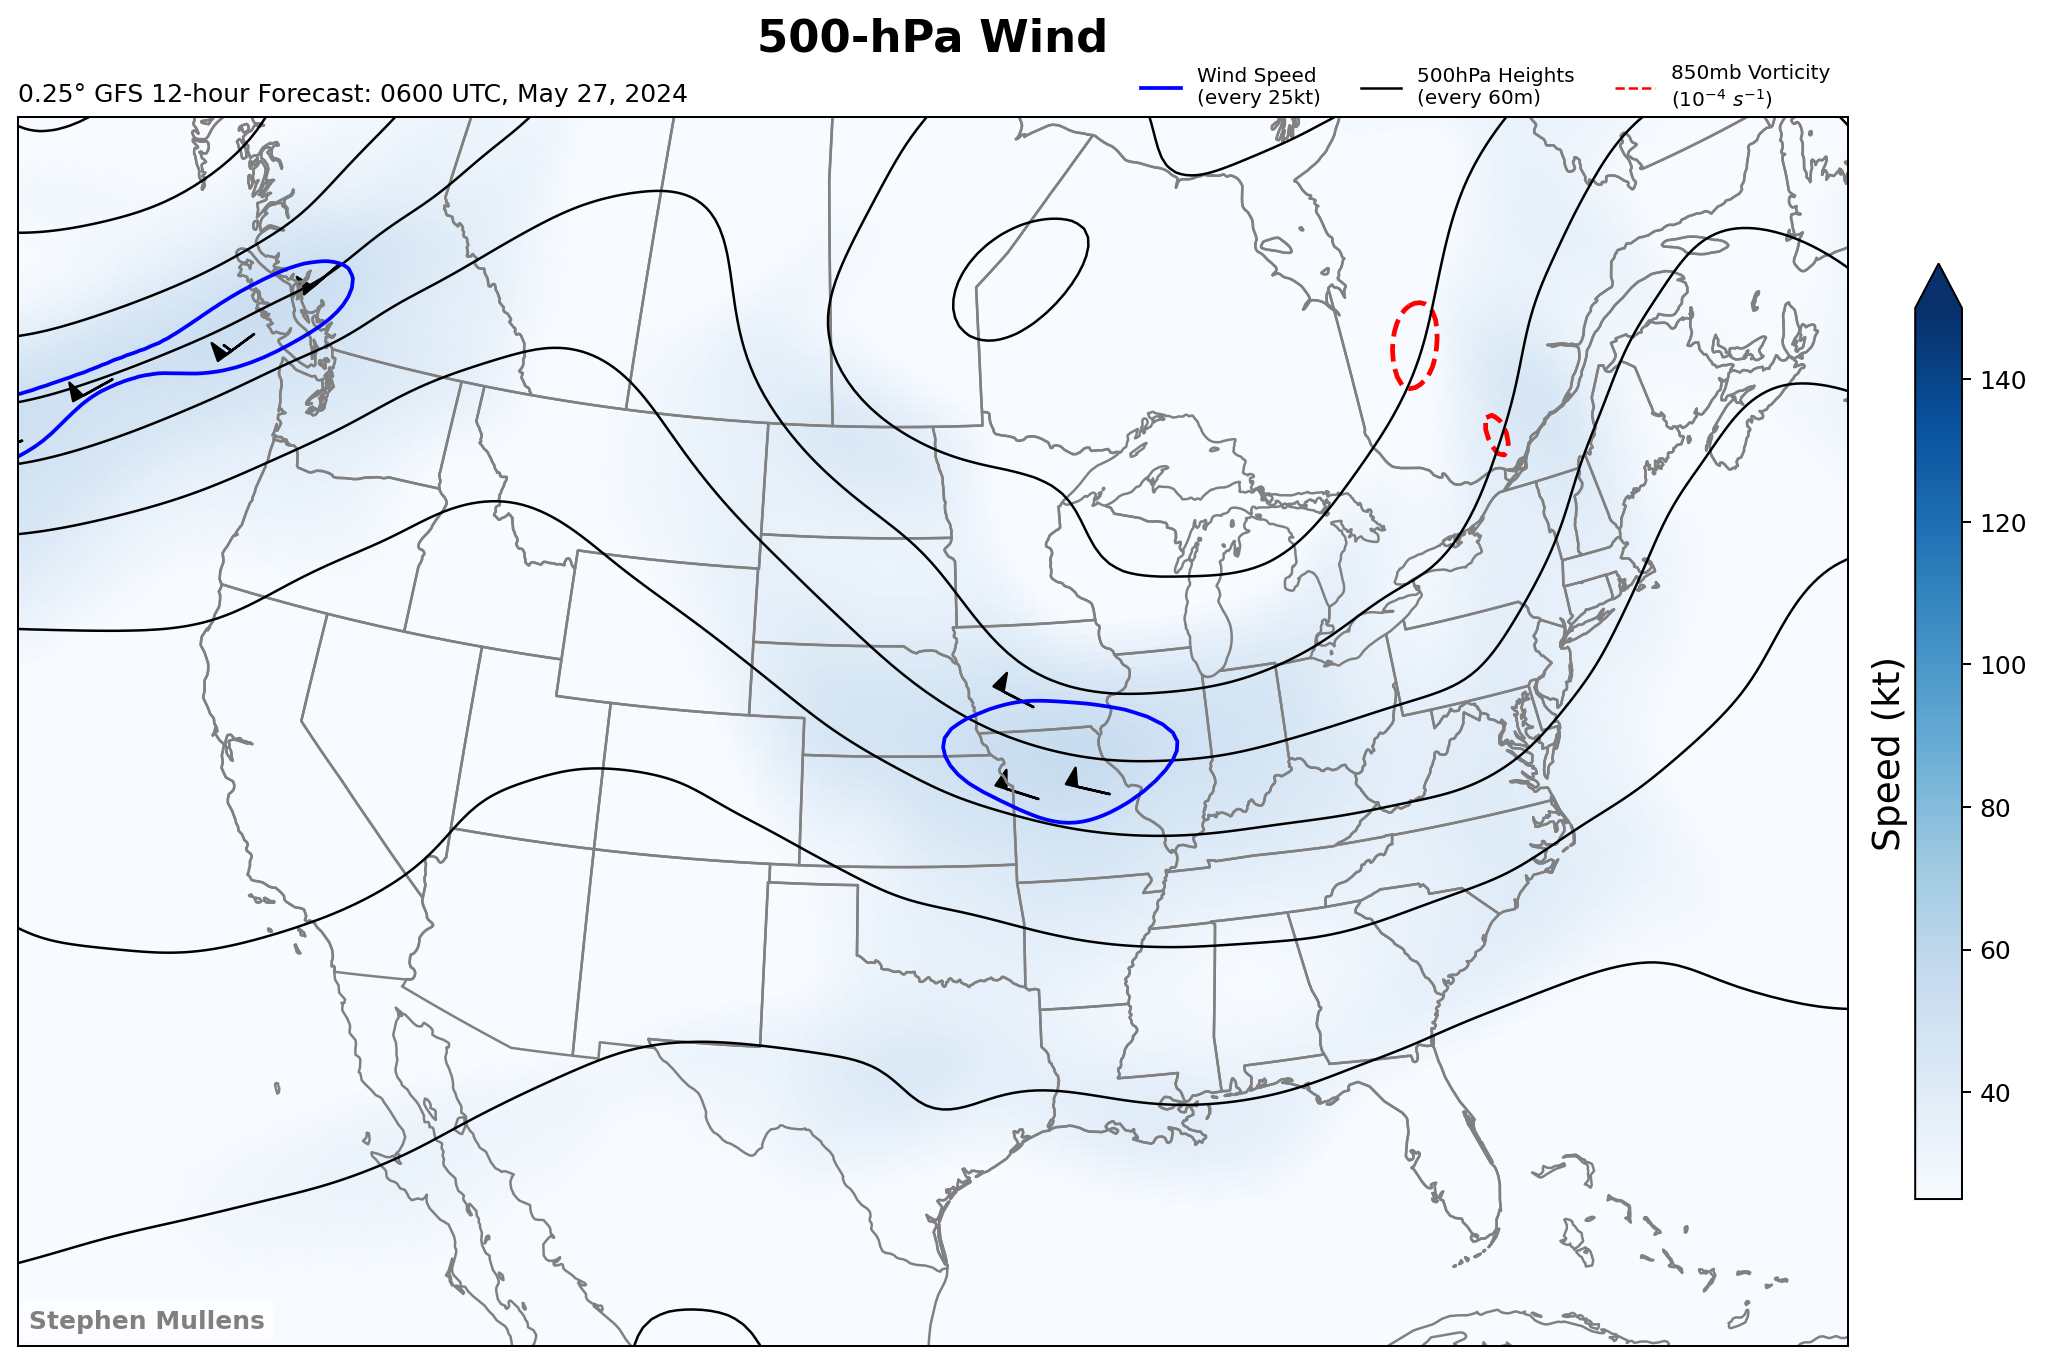 500-hPa Wind
0.25° GFS 12-hour Forecast: 0600 UTC, May 27, 2024
Wind Speed
(every 25kt)
500hPa Heights
(every 60m)
850mb Vorticity
(10⁻⁴ s⁻¹)
140
120
100
80
60
40
Speed (kt)
Stephen Mullens